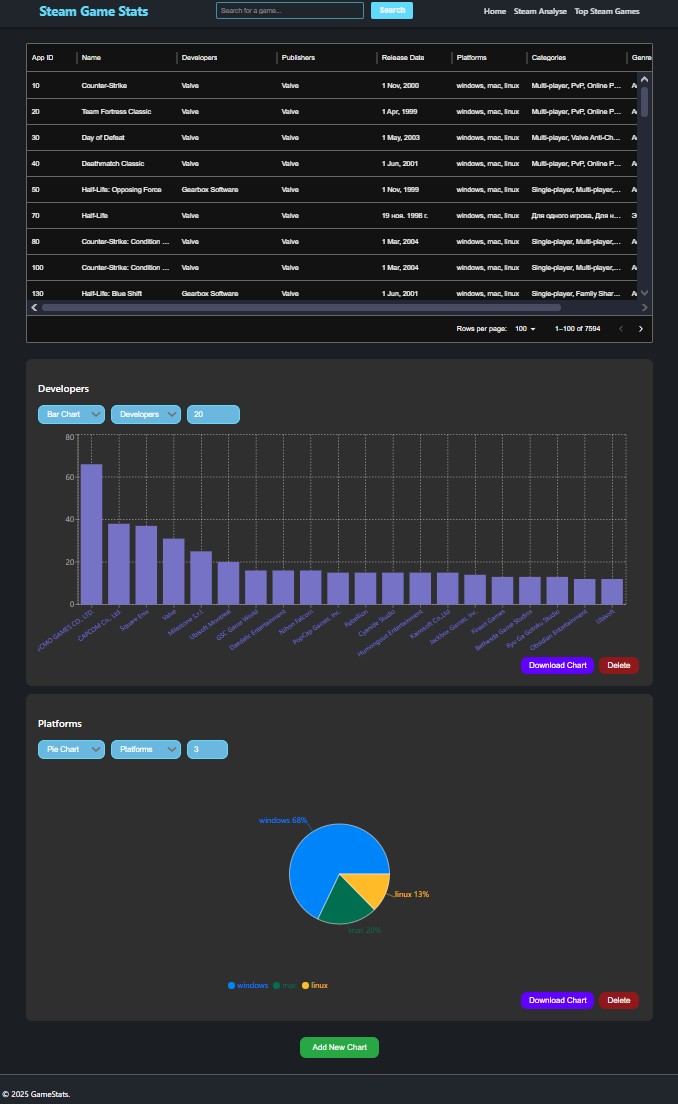 Steam Game Stats
Search for a game...
Search
Home Steam Analyse Top Steam Games
App ID Name Developers Publishers Release Date Platforms Categories Genre
10 Counter-Strike Valve Valve 1 Nov, 2000 windows, mac, linux Multi-player, PvP, Online P...
20 Team Fortress Classic Valve Valve 1 Apr, 1999 windows, mac, linux Multi-player, PvP, Online P...
30 Day of Defeat Valve Valve 1 May, 2003 windows, mac, linux Multi-player, Valve Anti-Ch...
40 Deathmatch Classic Valve Valve 1 Jun, 2001 windows, mac, linux Multi-player, PvP, Online P...
50 Half-Life: Opposing Force Gearbox Software Valve 1 Nov, 1999 windows, mac, linux Single-player, Multi-player,...
70 Half-Life Valve Valve 19 ноя. 1998 г. windows, mac, linux Для одного игрока, Для н...
80 Counter-Strike: Condition ... Valve Valve 1 Mar, 2004 windows, mac, linux Single-player, Multi-player,...
100 Counter-Strike: Condition ... Valve Valve 1 Mar, 2004 windows, mac, linux Single-player, Multi-player,...
130 Half-Life: Blue Shift Gearbox Software Valve 1 Jun, 2001 windows, mac, linux Single-player, Family Shar...
Rows per page: 100 1–100 of 7594
Developers
Bar Chart Developers 20
80
60
40
20
0
GAMES CO., LTD.
CAPCOM Co., Ltd.
Square Enix
Valve
Milestone S.r.l.
Ubisoft Montreal
GSC Game World
Daedalic Entertainment
Nihon Falcom
PopCap Games, Inc.
Rebellion
Cyanide Studio
Humongous Entertainment
Kairosoft Co.,Ltd
Jackbox Games, Inc.
Firaxis Games
Bethesda Game Studios
Ryu Ga Gotoku Studio
Obsidian Entertainment
Ubisoft
Download Chart Delete
Platforms
Pie Chart Platforms 3
windows 68%
linux 13%
mac 20%
windows mac linux
Download Chart Delete
Add New Chart
© 2025 GameStats.